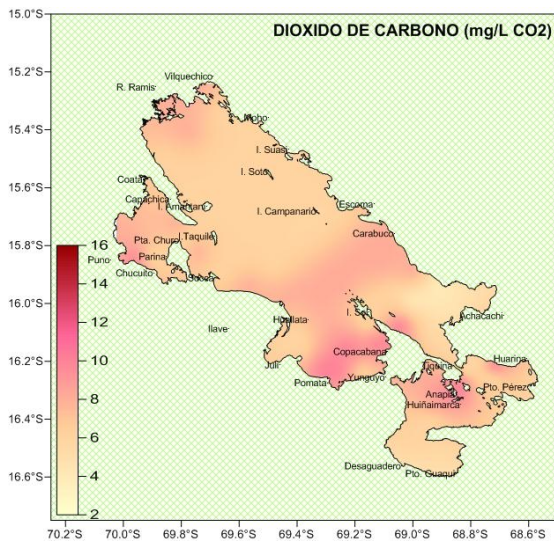 15.0°S
DIOXIDO DE CARBONO (mg/L CO2)
15.2°S
Vilquechico
R. Ramis
Moho
15.4°S
I. Suasi
I. Soto
Coata
15.6°S
Capachica
I. Amantani
I. Campanario
Escoma
Carabuco
Pta. Churo
I.Taquile
15.8°S
16
Puno
Parina
Chucuito
14
16.0°S
I. Sol
Achacachi
12
Ilave
Copacabana
16.2°S
10
Juli
Tiquina
Huarina
Pomata
Yunguyo
Pto. Pérez
8
Anapia
Huiñaimarca
16.4°S
6
4
Desaguadero
Pto. Guaqui
16.6°S
2
70.2°S
70.0°S
69.8°S
69.6°S
69.4°S
69.2°S
69.0°S
68.8°S
68.6°S